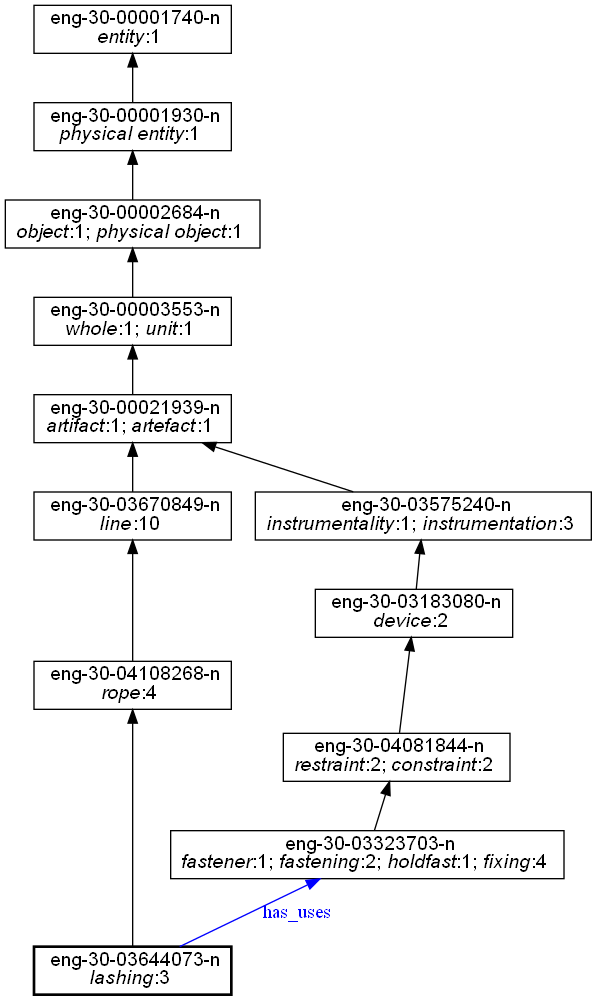 eng-30-00001740-n
entity:1
eng-30-00001930-n
physical entity:1
eng-30-00002684-n
object:1; physical object:1
eng-30-00003553-n
whole:1; unit:1
eng-30-00021939-n
artifact:1; artefact:1
eng-30-03670849-n
line:10
eng-30-03575240-n
instrumentality:1; instrumentation:3
eng-30-03183080-n
device:2
eng-30-04108268-n
rope:4
eng-30-04081844-n
restraint:2; constraint:2
eng-30-03323703-n
fastener:1; fastening:2; holdfast:1; fixing:4
has_uses
eng-30-03644073-n
lashing:3